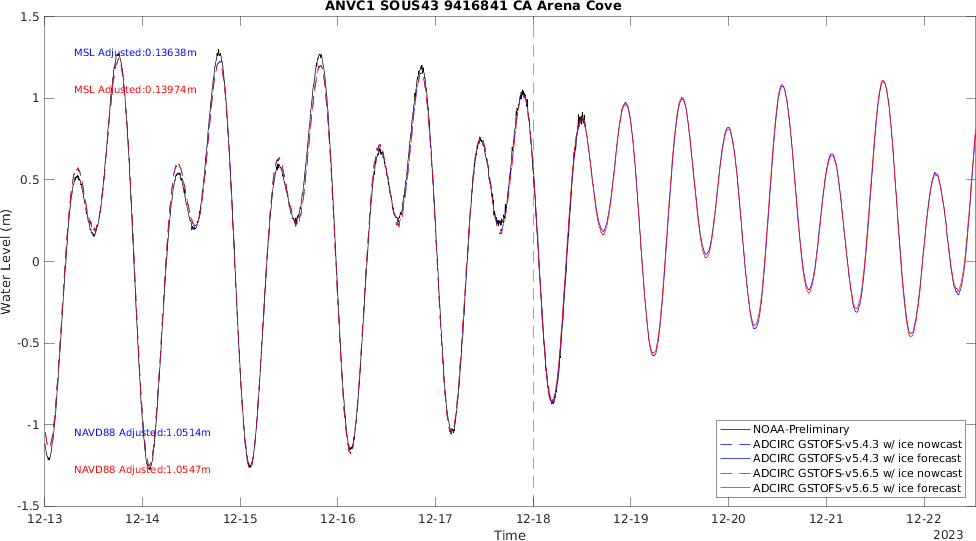 ANVC1 SOUS43 9416841 CA Arena Cove
1.5
MSL Adjusted:0.13638m
MSL Adjusted:0.13974m
1
0.5
Water Level (m)
0
-0.5
-1
NAVD88 Adjusted:1.0514m
NAVD88 Adjusted:1.0547m
-1.5
NOAA-Preliminary
ADCIRC GSTOFS-v5.4.3 w/ ice nowcast
ADCIRC GSTOFS-v5.4.3 w/ ice forecast
ADCIRC GSTOFS-v5.6.5 w/ ice nowcast
ADCIRC GSTOFS-v5.6.5 w/ ice forecast
12-13 12-14 12-15 12-16 12-17 12-18 12-19 12-20 12-21 12-22
Time
2023